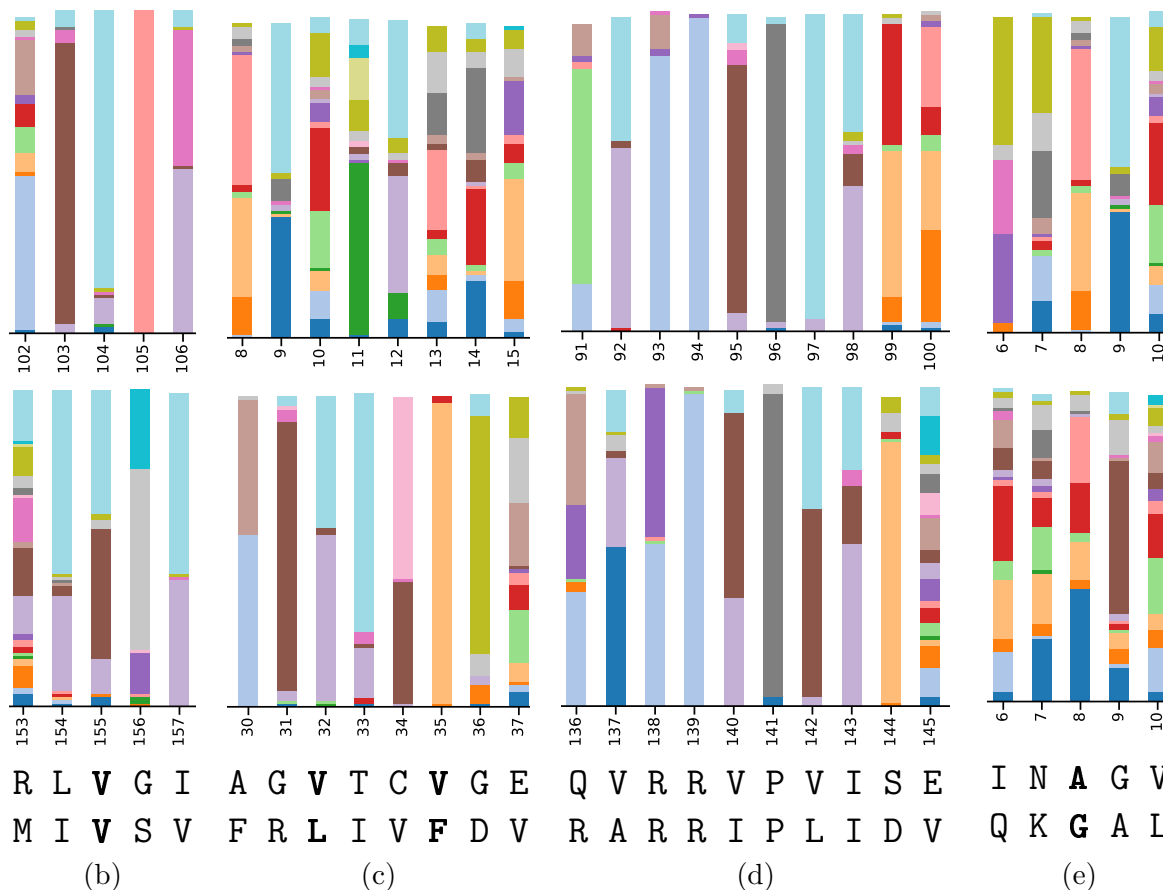 102 103 104 105 106 8 9 10 11 12 13 14 15 91 92 93 94 95 96 97 98 99 100 6 7 8 9 10
153 154 155 156 157 30 31 32 33 34 35 36 37 136 137 138 139 140 141 142 143 144 145 6 7 8 9 10
R L V G I A G V T C V G E Q V R R V P V I S E I N A G V
M I V S V F R L I V F D V R A R R I P L I D V Q K G A L
(b) (c) (d) (e)